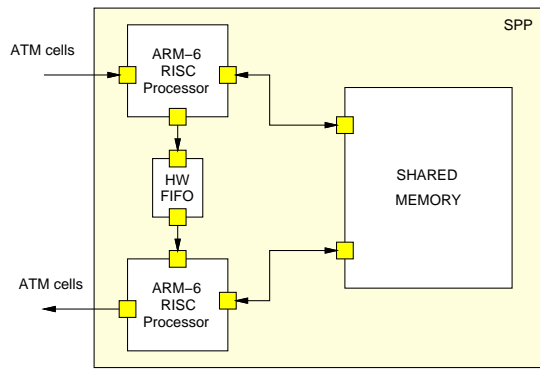 SPP
ATM cells
ARM−6
RISC
Processor
HW
FIFO
SHARED
MEMORY
ATM cells
ARM−6
RISC
Processor